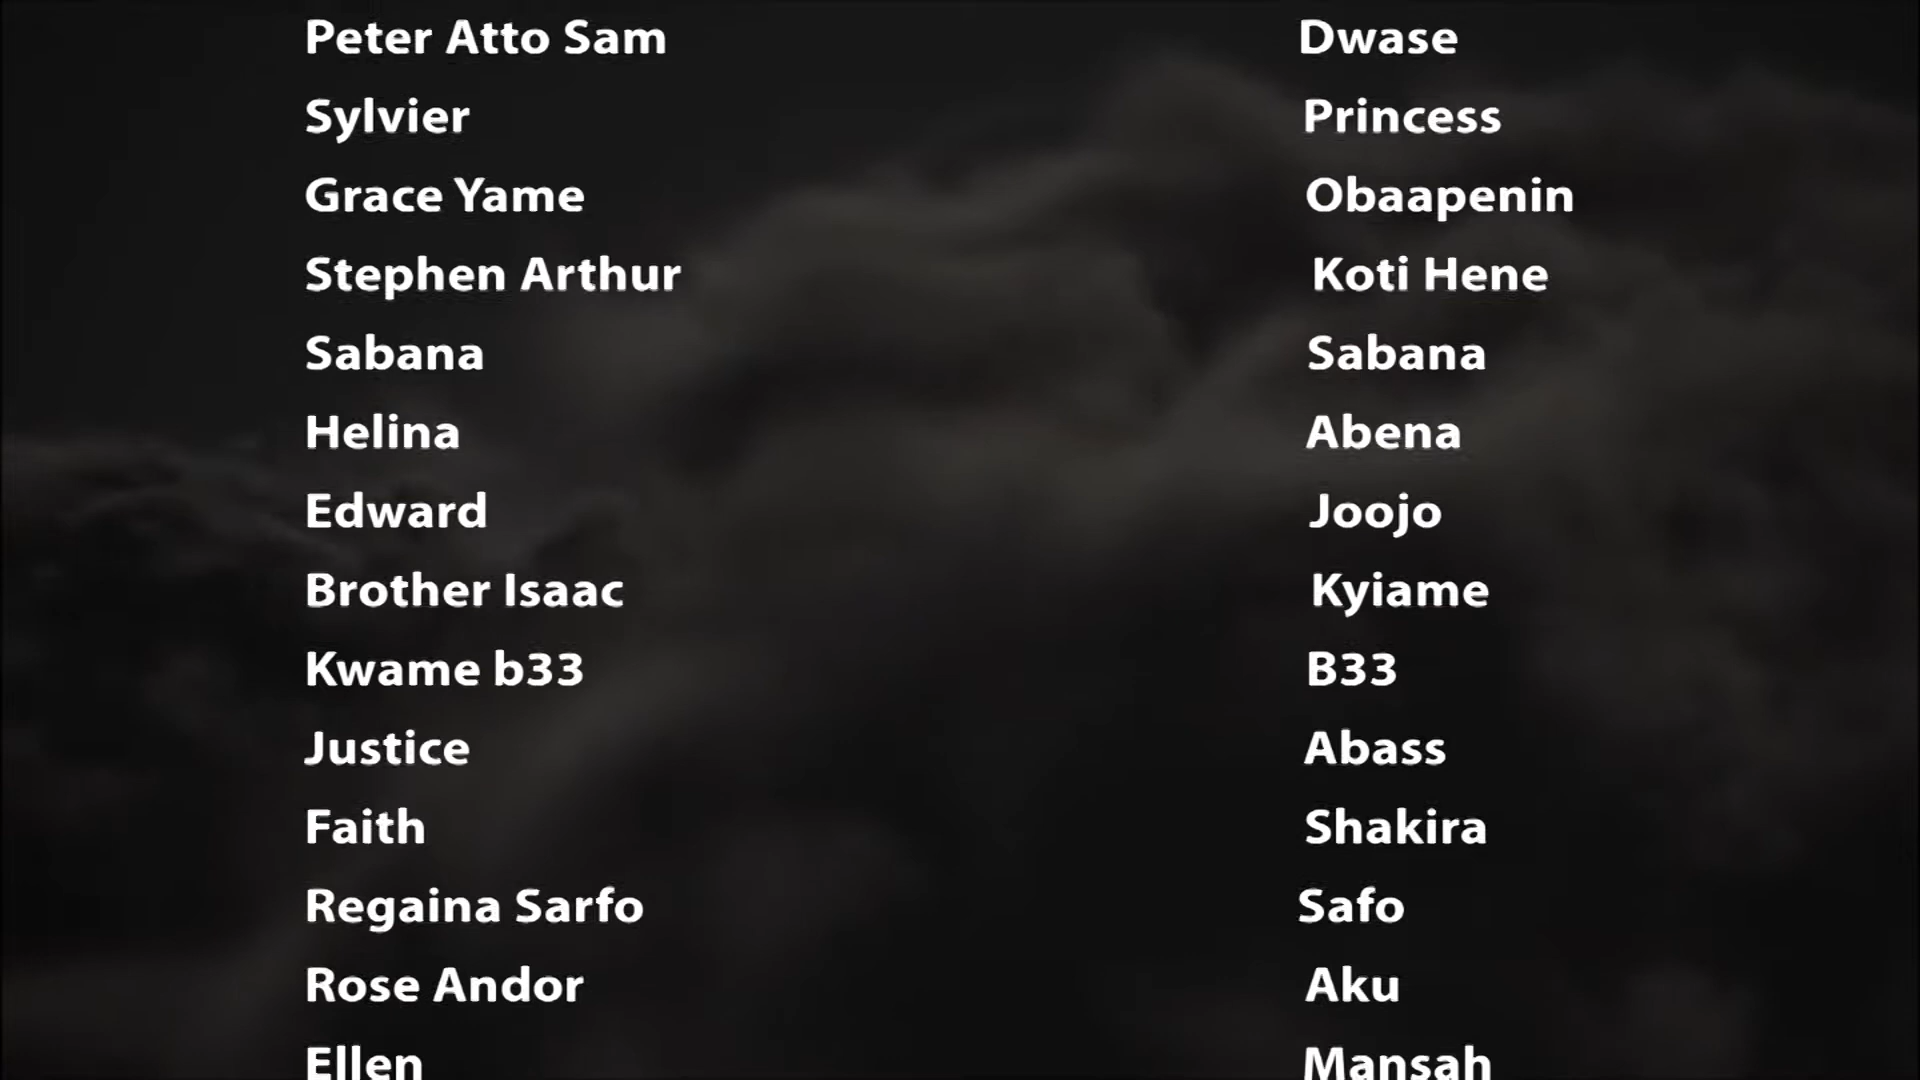 Peter Atto Sam Dwase
Sylvier Princess
Grace Yame Obaapenin
Stephen Arthur Koti Hene
Sabana Sabana
Helina Abena
Edward Joojo
Brother Isaac Kyiame
Kwame b33 B33
Justice Abass
Faith Shakira
Regaina Sarfo Safo
Rose Andor Aku
Ellen Mansah